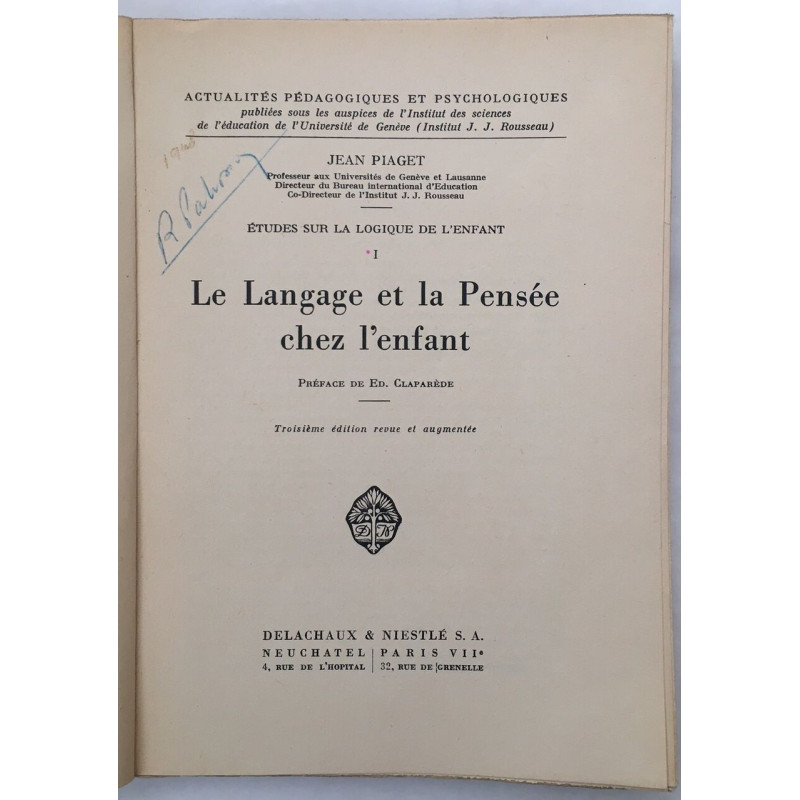 ACTUALITÉS PÉDAGOGIQUES ET PSYCHOLOGIQUES
publiées sous les auspices de l'Institut des sciences
de l'éducation de l'Université de Genève (Institut J. J. Rousseau)
JEAN PIAGET
Professeur aux Universités de Genève et Lausanne
Directeur du Bureau international d'Education
Co-Directeur de l'Institut J. J. Rousseau
ÉTUDES SUR LA LOGIQUE DE L'ENFANT
I
Le Langage et la Pensée
chez l'enfant
PRÉFACE DE ED. CLAPARÈDE
Troisième édition revue et augmentée
DELACHAUX & NIESTLÉ S. A.
NEUCHATEL | PARIS VIIe
4, RUE DE L'HOPITAL | 32, RUE DE GRENELLE